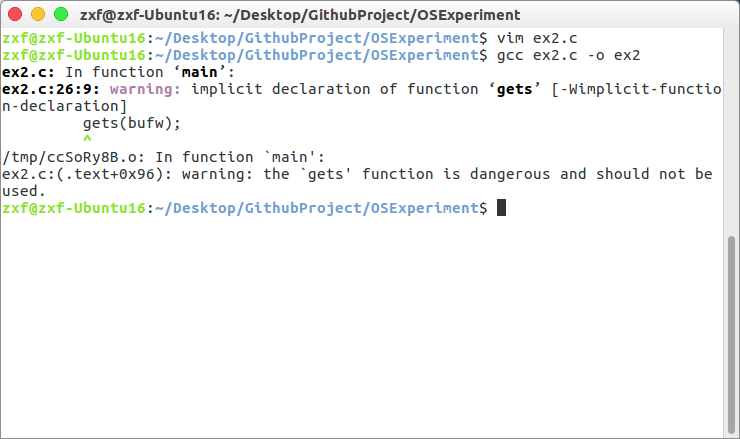 zxf@zxf-Ubuntu16: ~/Desktop/GithubProject/OSExperiment
zxf@zxf-Ubuntu16:~/Desktop/GithubProject/OSExperiment$ vim ex2.c
zxf@zxf-Ubuntu16:~/Desktop/GithubProject/OSExperiment$ gcc ex2.c -o ex2
ex2.c: In function ‘main’:
ex2.c:26:9: warning: implicit declaration of function ‘gets’ [-Wimplicit-functio
n-declaration]
         gets(bufw);
         ^
/tmp/ccSoRy8B.o: In function `main':
ex2.c:(.text+0x96): warning: the `gets' function is dangerous and should not be
used.
zxf@zxf-Ubuntu16:~/Desktop/GithubProject/OSExperiment$